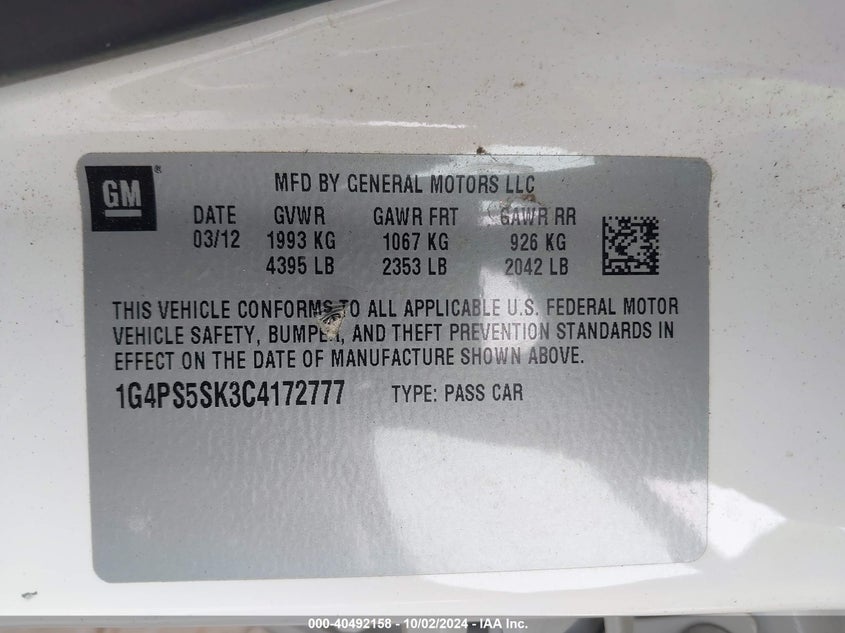 GM ®
MFD BY GENERAL MOTORS LLC
DATE GVWR GAWR FRT GAWR RR
03/12 1993 KG 1067 KG 926 KG
4395 LB 2353 LB 2042 LB
THIS VEHICLE CONFORMS TO ALL APPLICABLE U.S. FEDERAL MOTOR
VEHICLE SAFETY, BUMPER, AND THEFT PREVENTION STANDARDS IN
EFFECT ON THE DATE OF MANUFACTURE SHOWN ABOVE.
1G4PS5SK3C4172777 TYPE: PASS CAR
000-40492158 - 10/02/2024 - IAA Inc.